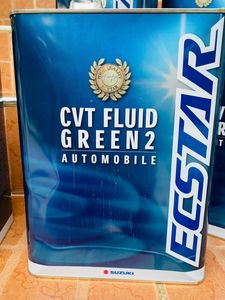 CVT FLUID
GREEN 2
AUTOMOBILE
ECSTAR
SUZUKI